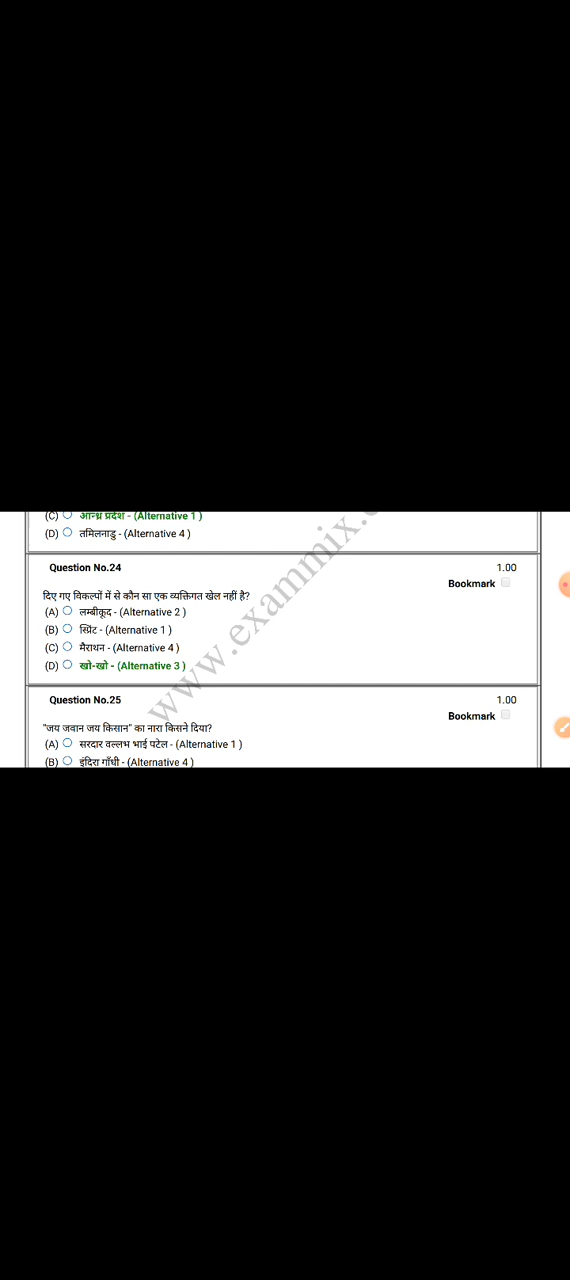 (C) आन्ध्र प्रदेश - (Alternative 1 )
(D) तमिलनाडु - (Alternative 4 )
Question No.24 1.00
Bookmark
दिए गए विकल्पों में से कौन सा एक व्यक्तिगत खेल नहीं है?
(A) लम्बीकूद - (Alternative 2 )
(B) स्प्रिंट - (Alternative 1 )
(C) मैराथन - (Alternative 4 )
(D) खो-खो - (Alternative 3 )
Question No.25 1.00
Bookmark
"जय जवान जय किसान" का नारा किसने दिया?
(A) सरदार वल्लभ भाई पटेल - (Alternative 1 )
(B) इंदिरा गाँधी - (Alternative 4 )
www.exammix.